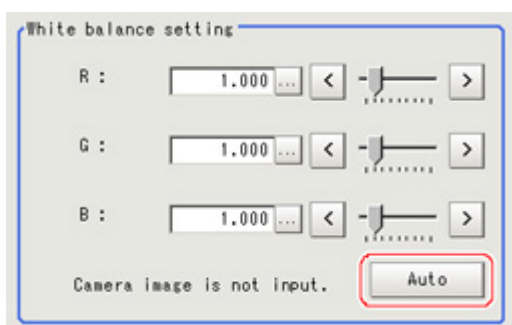 White balance setting
R : 1.000 ... < >
G : 1.000 ... < >
B : 1.000 ... < >
Camera image is not input. Auto